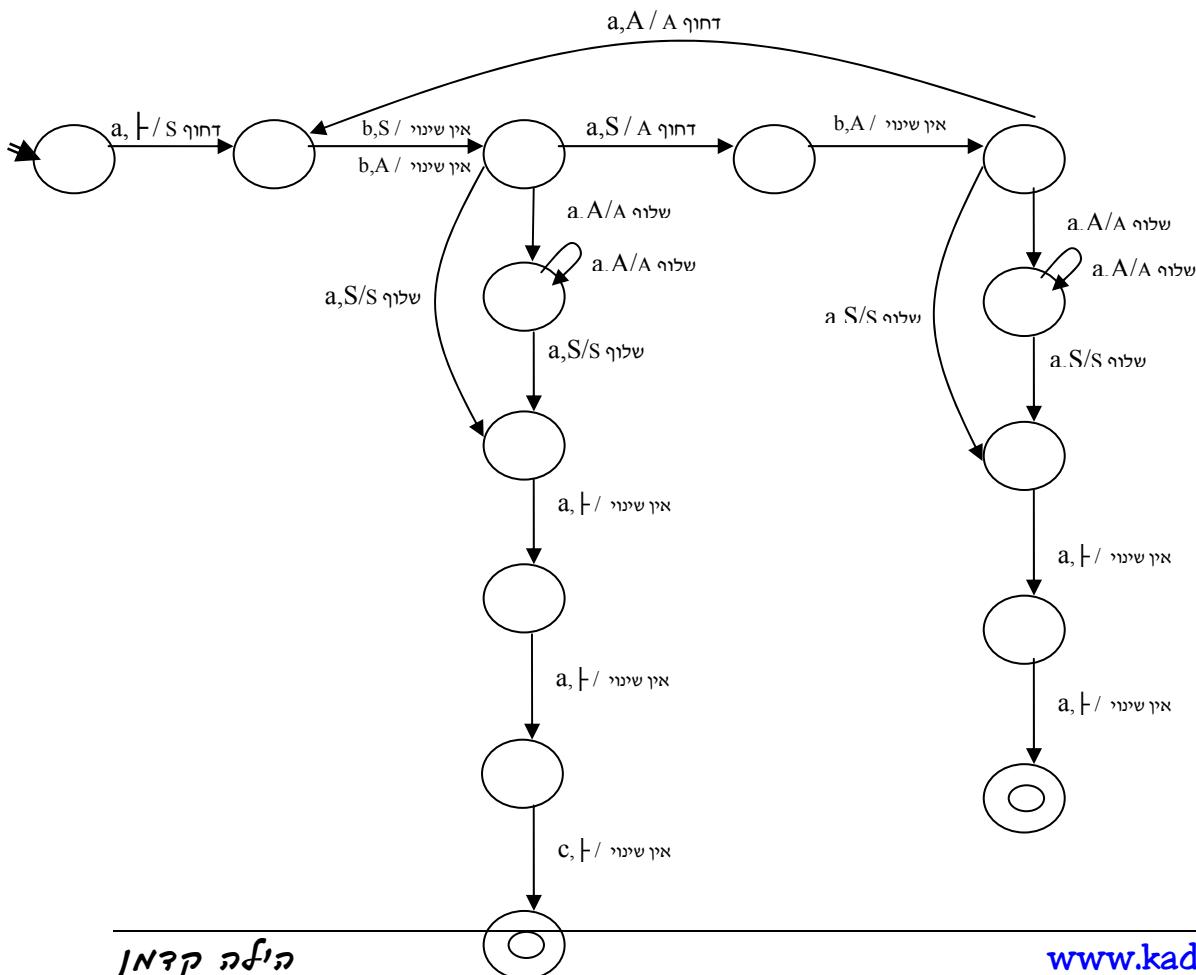 a,A / A דחוף
a, ├ / S דחוף
b,S / אין שינוי
b,A / אין שינוי
a,S / A דחוף
b,A / אין שינוי
a.A/A שלוף
a.A/A שלוף
a.A/A שלוף
a.A/A שלוף
a,S/S שלוף
a.S/S שלוף
a,S/S שלוף
a.S/S שלוף
a,├ / אין שינוי
a,├ / אין שינוי
a,├ / אין שינוי
a,├ / אין שינוי
c,├ / אין שינוי
הילה קדמן
www.kad